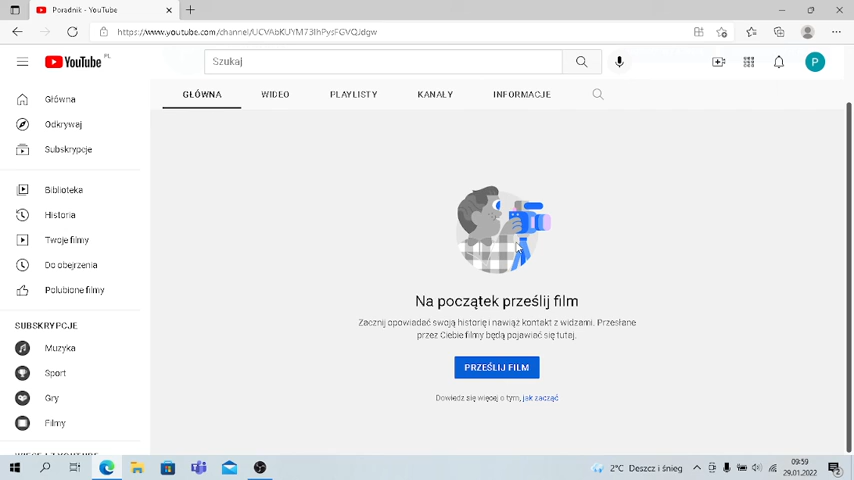 Poradnik - YouTube
https://www.youtube.com/channel/UCVAbKUYM73IhPysFGVQJdgw
YouTube PL
Szukaj
P
GŁÓWNA WIDEO PLAYLISTY KANAŁY INFORMACJE
Główna
Odkrywaj
Subskrypcje
Biblioteka
Historia
Twoje filmy
Do obejrzenia
Polubione filmy
SUBSKRYPCJE
Muzyka
Sport
Gry
Filmy
Na początek prześlij film
Zacznij opowiadać swoją historię i nawiąż kontakt z widzami. Przesłane
przez Ciebie filmy będą pojawiać się tutaj.
PRZEŚLIJ FILM
Dowiedz się więcej o tym, jak zacząć
2°C Deszcz i śnieg
09:59
29.01.2022
2